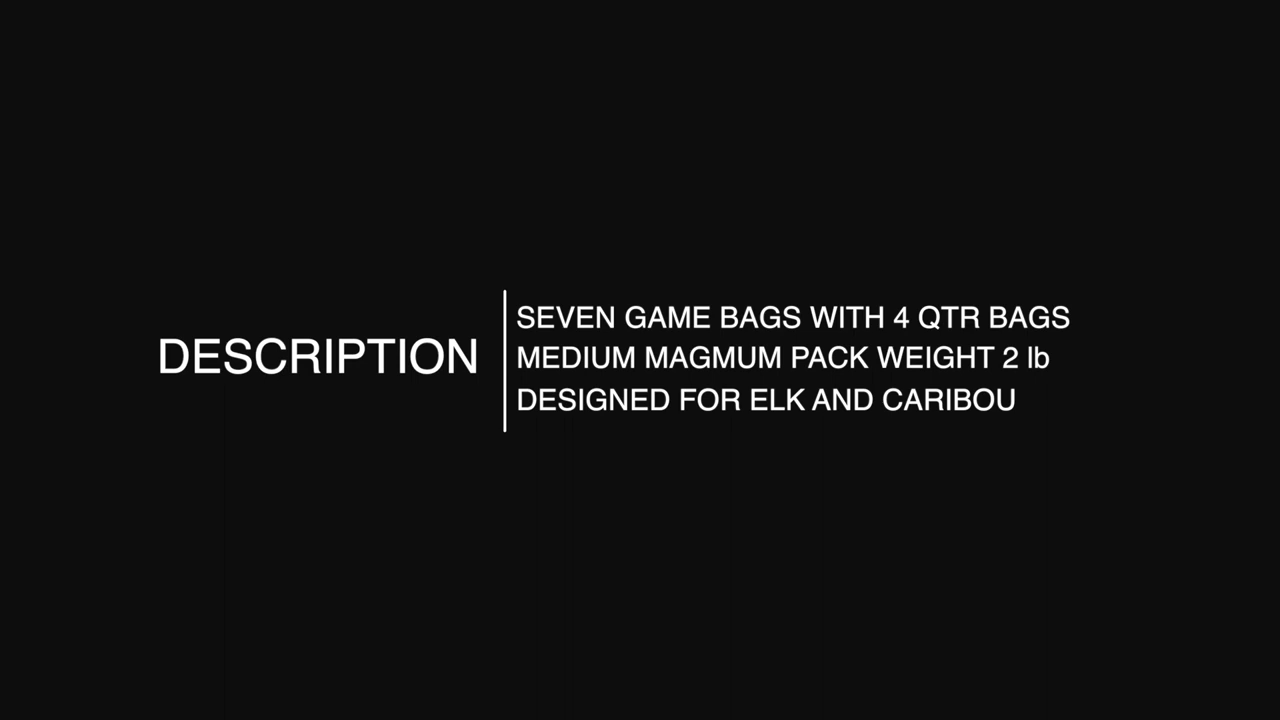 DESCRIPTION
SEVEN GAME BAGS WITH 4 QTR BAGS
MEDIUM MAGMUM PACK WEIGHT 2 lb
DESIGNED FOR ELK AND CARIBOU